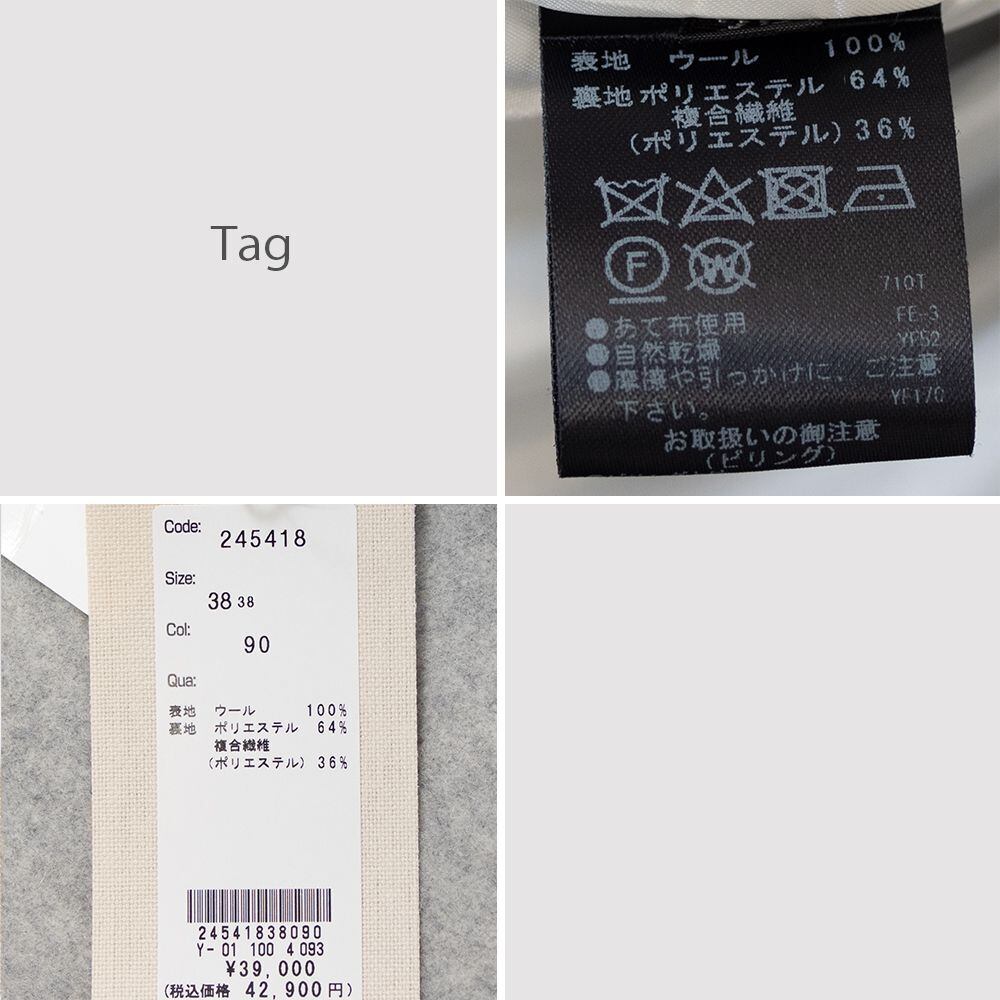 Tag
表地 ウール 100%
裏地 ポリエステル 64%
複合繊維
(ポリエステル) 36%
F
W
710T
FE-3
YF52
●あて布使用
●自然乾燥
●摩擦や引っかけに、ご注意
YF170
下さい。
お取扱いの御注意
(ピリング)
Code: 245418
Size: 38 38
Col: 90
Qua:
表地 ウール 100%
裏地 ポリエステル 64%
複合繊維
(ポリエステル) 36%
24541838090
Y- 01 100 4 093
¥39,000
(税込価格 42,900円)